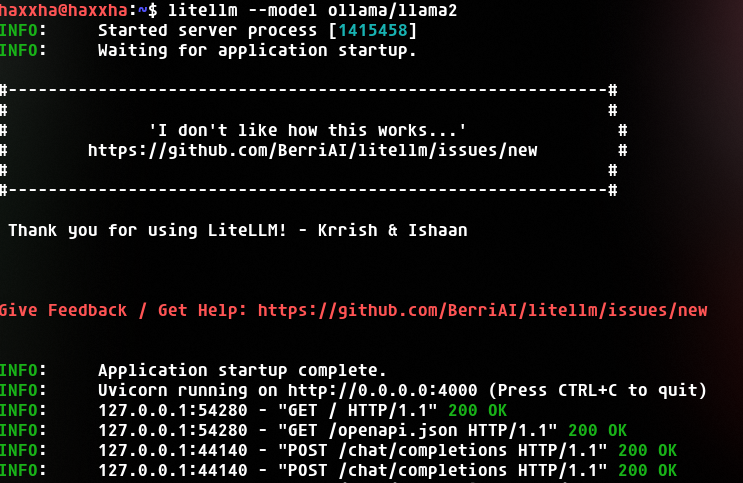 haxxha@haxxha:~$ litellm --model ollama/llama2
INFO:     Started server process [1415458]
INFO:     Waiting for application startup.
#------------------------------------------------------------#
#                                                            #
#              'I don't like how this works...'               #
#        https://github.com/BerriAI/litellm/issues/new        #
#                                                            #
#------------------------------------------------------------#
Thank you for using LiteLLM! - Krrish & Ishaan
Give Feedback / Get Help: https://github.com/BerriAI/litellm/issues/new
INFO:     Application startup complete.
INFO:     Uvicorn running on http://0.0.0.0:4000 (Press CTRL+C to quit)
INFO:     127.0.0.1:54280 - "GET / HTTP/1.1" 200 OK
INFO:     127.0.0.1:54280 - "GET /openapi.json HTTP/1.1" 200 OK
INFO:     127.0.0.1:44140 - "POST /chat/completions HTTP/1.1" 200 OK
INFO:     127.0.0.1:44140 - "POST /chat/completions HTTP/1.1" 200 OK